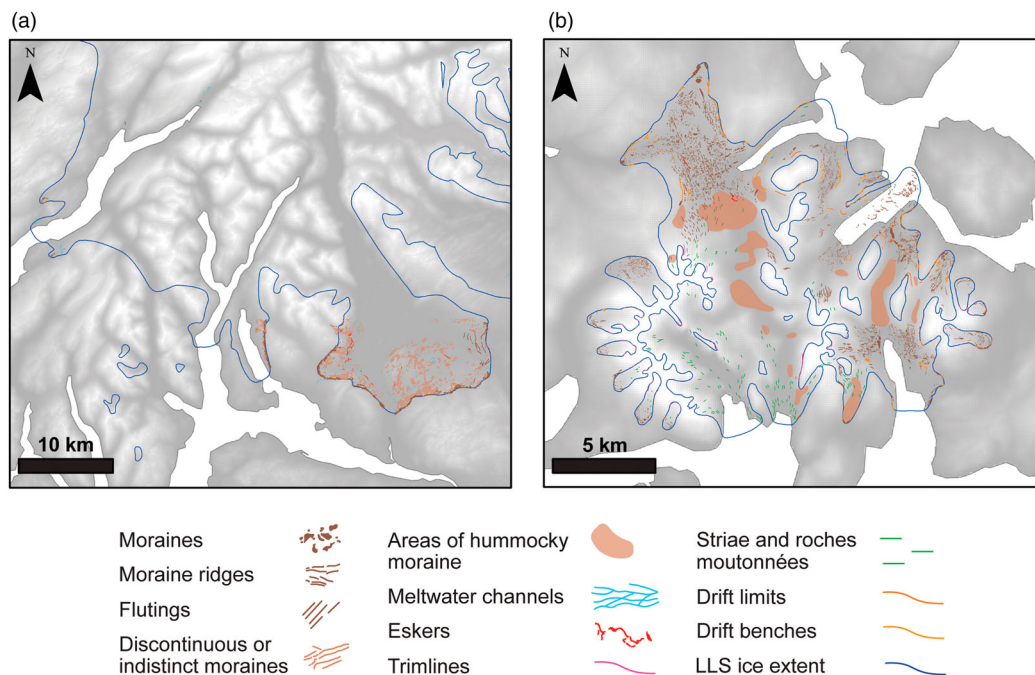 (a)
(b)
N
N
10 km
5 km
Moraines
Moraine ridges
Flutings
Discontinuous or
indistinct moraines
Areas of hummocky
moraine
Meltwater channels
Eskers
Trimlines
Striae and roches
moutonnées
Drift limits
Drift benches
LLS ice extent